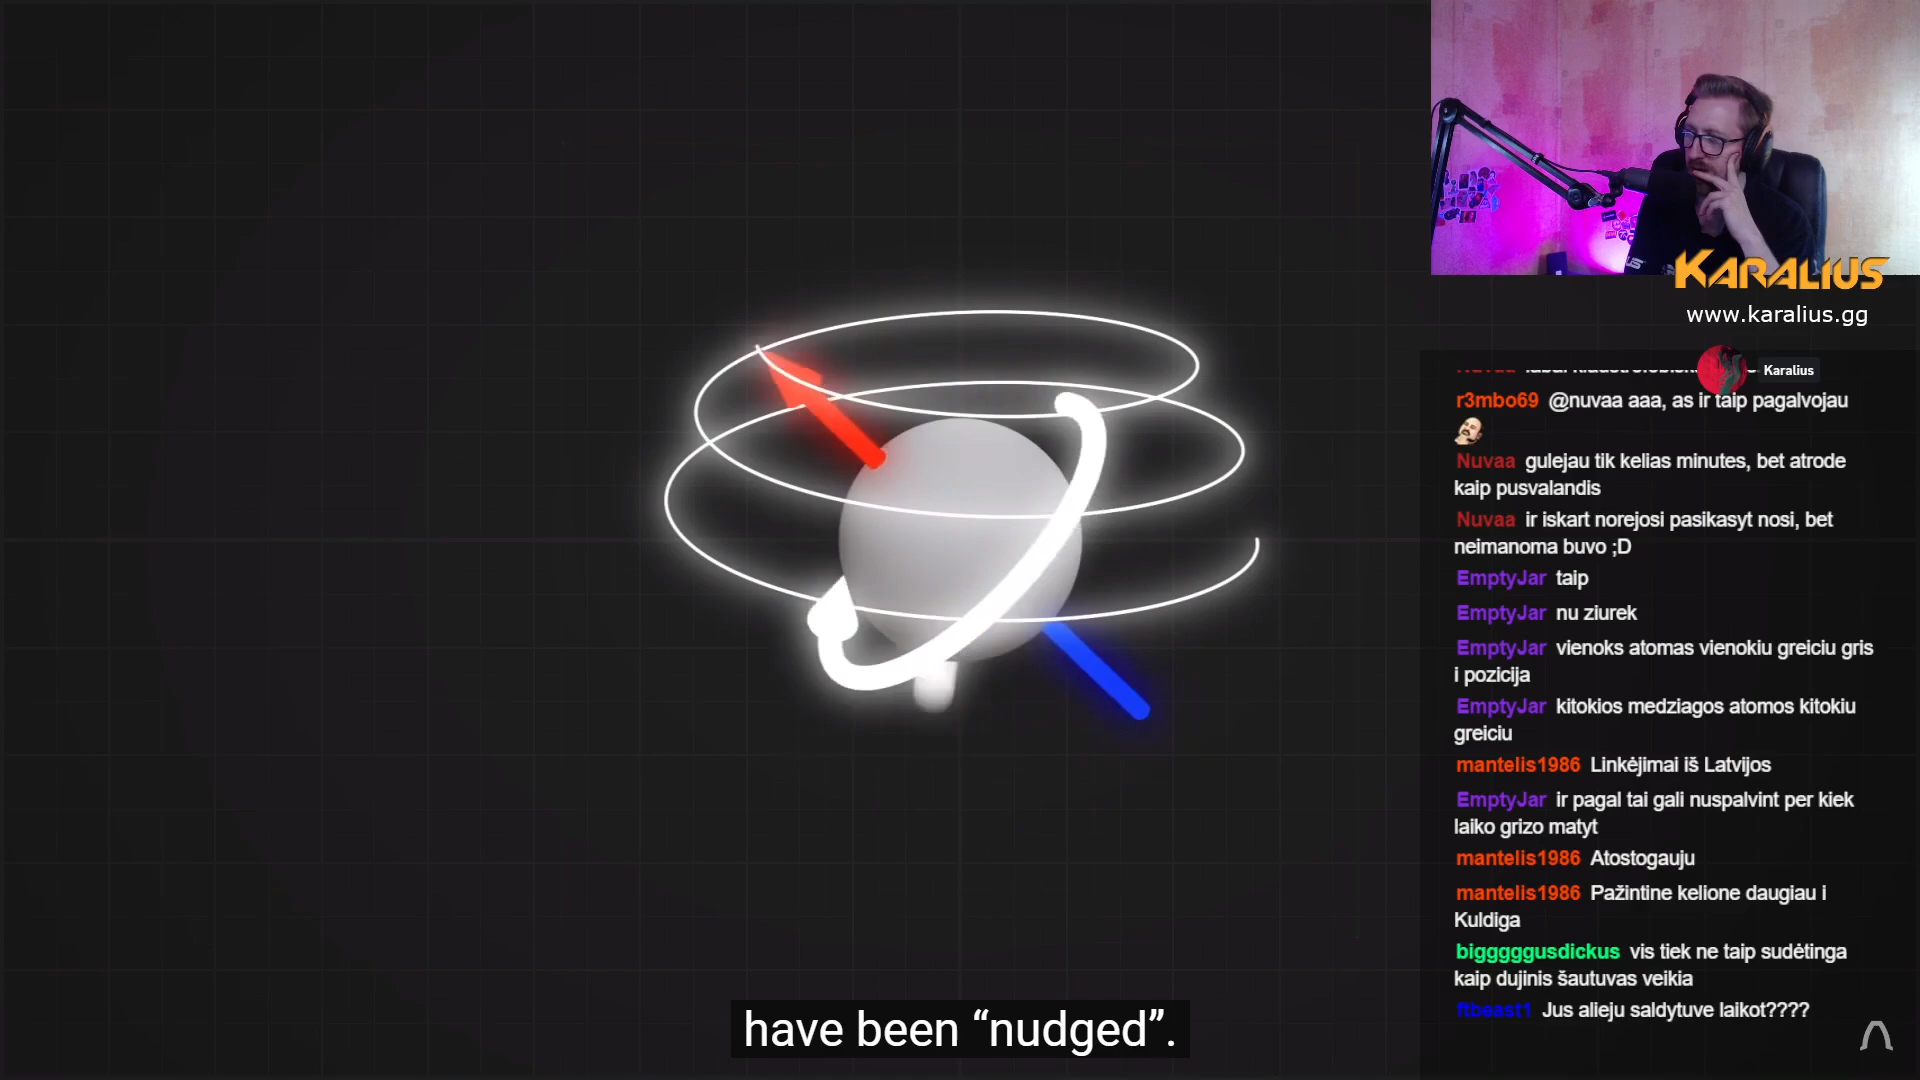 KARALIUS
www.karalius.gg
Karalius
r3mbo69 @nuvaa aaa, as ir taip pagalvojau
Nuvaa gulejau tik kelias minutes, bet atrode
kaip pusvalandis
Nuvaa ir iskart norejosi pasikasyt nosi, bet
neimanoma buvo ;D
EmptyJar taip
EmptyJar nu ziurek
EmptyJar vienoks atomas vienokiu greiciu gris
i pozicija
EmptyJar kitokios medziagos atomos kitokiu
greiciu
mantelis1986 Linkėjimai iš Latvijos
EmptyJar ir pagal tai gali nuspalvint per kiek
laiko grizo matyt
mantelis1986 Atostogauju
mantelis1986 Pažintine kelione daugiau i
Kuldiga
bigggggusdickus vis tiek ne taip sudėtinga
kaip dujinis šautuvas veikia
ftbeast1 Jus alieju saldytuve laikot????
have been “nudged”.